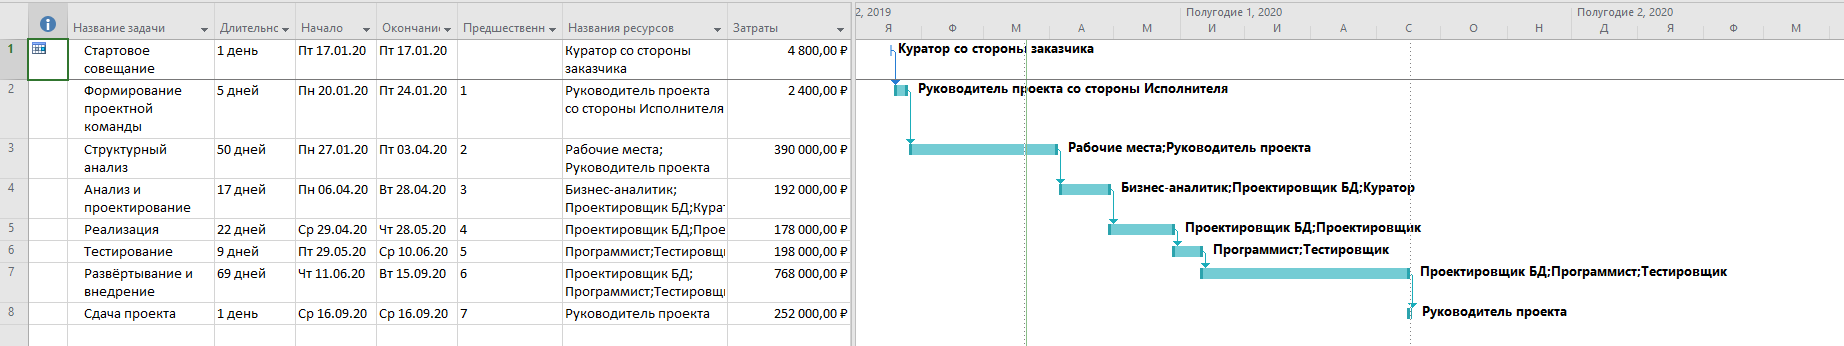 2, 2019 Полугодие 1, 2020 Полугодие 2, 2020
Название задачи Длительнс Начало Окончани Предшественн Названия ресурсов Затраты Я Ф М А М И И А С О Н Д Я Ф М
1 Стартовое совещание 1 день Пт 17.01.20 Пт 17.01.20 Куратор со стороны заказчика 4 800,00 ₽ Куратор со стороны заказчика
2 Формирование проектной команды 5 дней Пн 20.01.20 Пт 24.01.20 1 Руководитель проекта со стороны Исполнителя 2 400,00 ₽ Руководитель проекта со стороны Исполнителя
3 Структурный анализ 50 дней Пн 27.01.20 Пт 03.04.20 2 Рабочие места; Руководитель проекта 390 000,00 ₽ Рабочие места;Руководитель проекта
4 Анализ и проектирование 17 дней Пн 06.04.20 Вт 28.04.20 3 Бизнес-аналитик; Проектировщик БД;Курат 192 000,00 ₽ Бизнес-аналитик;Проектировщик БД;Куратор
5 Реализация 22 дней Ср 29.04.20 Чт 28.05.20 4 Проектировщик БД;Прое 178 000,00 ₽ Проектировщик БД;Проектировщик
6 Тестирование 9 дней Пт 29.05.20 Ср 10.06.20 5 Программист;Тестировщи 198 000,00 ₽ Программист;Тестировщик
7 Развёртывание и внедрение 69 дней Чт 11.06.20 Вт 15.09.20 6 Проектировщик БД; Программист;Тестировщи 768 000,00 ₽ Проектировщик БД;Программист;Тестировщик
8 Сдача проекта 1 день Ср 16.09.20 Ср 16.09.20 7 Руководитель проекта 252 000,00 ₽ Руководитель проекта